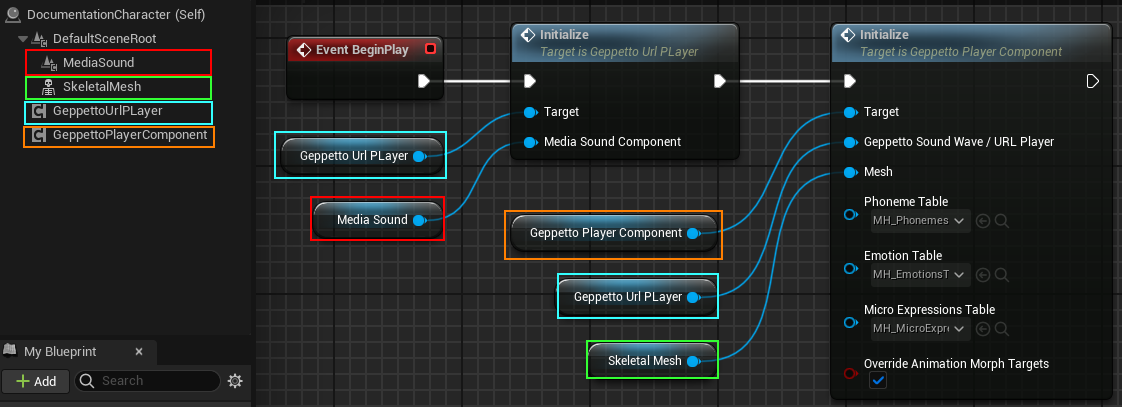 DocumentationCharacter (Self)
DefaultSceneRoot
MediaSound
SkeletalMesh
GeppettoUrlPLayer
GeppettoPlayerComponent
My Blueprint
Add
Search
Event BeginPlay
Initialize
Target is Geppetto Url PLayer
Target
Media Sound Component
Geppetto Url PLayer
Media Sound
Geppetto Player Component
Geppetto Url PLayer
Skeletal Mesh
Initialize
Target is Geppetto Player Component
Target
Geppetto Sound Wave / URL Player
Mesh
Phoneme Table
MH_Phonemes
Emotion Table
MH_EmotionsT
Micro Expressions Table
MH_MicroExpre
Override Animation Morph Targets